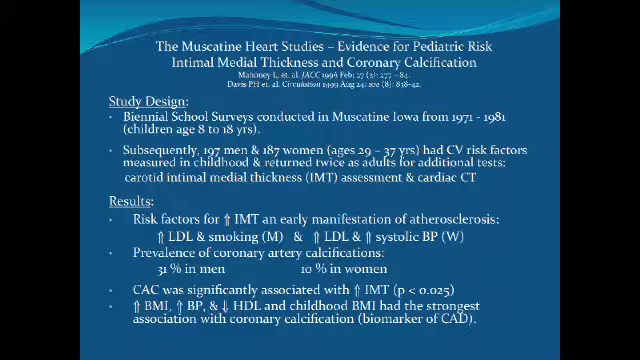 The Muscatine Heart Studies – Evidence for Pediatric Risk
Intimal Medial Thickness and Coronary Calcification
Mahoney L, et. al. JACC 1996 Feb; 27 (2): 277 – 84.
Davis PH et. al. Circulation 1999 Aug 24; 100 (8): 838-42.
Study Design:
• Biennial School Surveys conducted in Muscatine Iowa from 1971 - 1981
(children age 8 to 18 yrs).
• Subsequently, 197 men & 187 women (ages 29 – 37 yrs) had CV risk factors
measured in childhood & returned twice as adults for additional tests:
carotid intimal medial thickness (IMT) assessment & cardiac CT
Results:
• Risk factors for ⇑ IMT an early manifestation of atherosclerosis:
⇑ LDL & smoking (M) & ⇑ LDL & ⇑ systolic BP (W)
• Prevalence of coronary artery calcifications:
31 % in men 10 % in women
• CAC was significantly associated with ⇑ IMT (p < 0.025)
• ⇑ BMI, ⇑ BP, & ⇓ HDL and childhood BMI had the strongest
association with coronary calcification (biomarker of CAD).